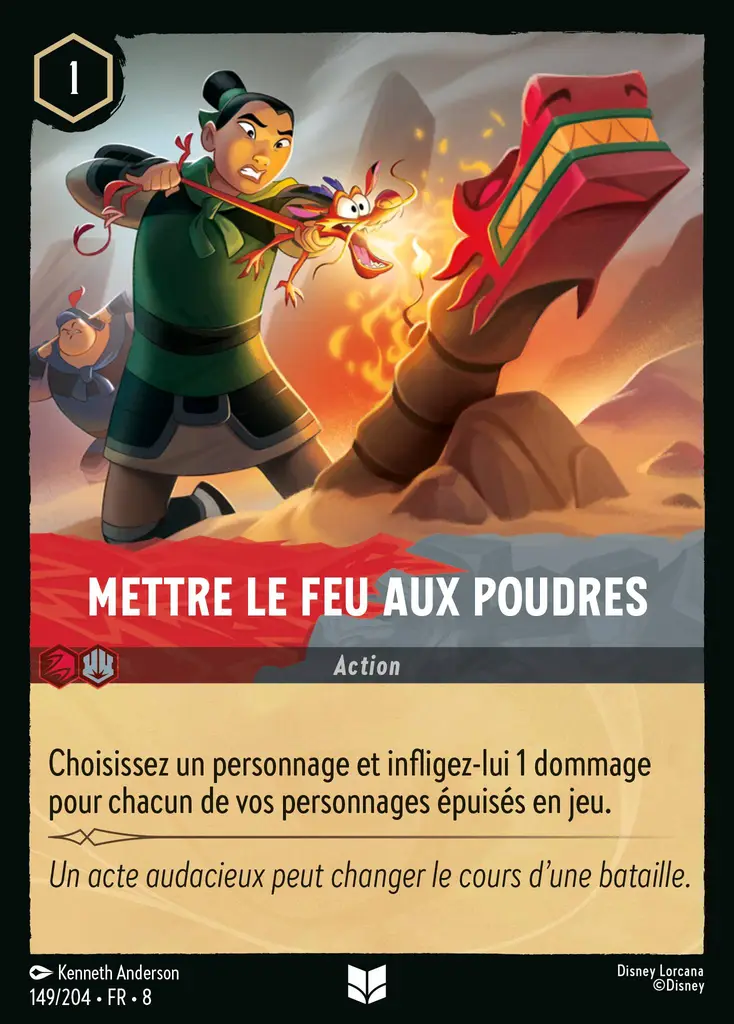 1
METTRE LE FEU AUX POUDRES
Action
Choisissez un personnage et infligez-lui 1 dommage
pour chacun de vos personnages épuisés en jeu.
Un acte audacieux peut changer le cours d'une bataille.
Kenneth Anderson
149/204 • FR • 8
Disney Lorcana
©Disney